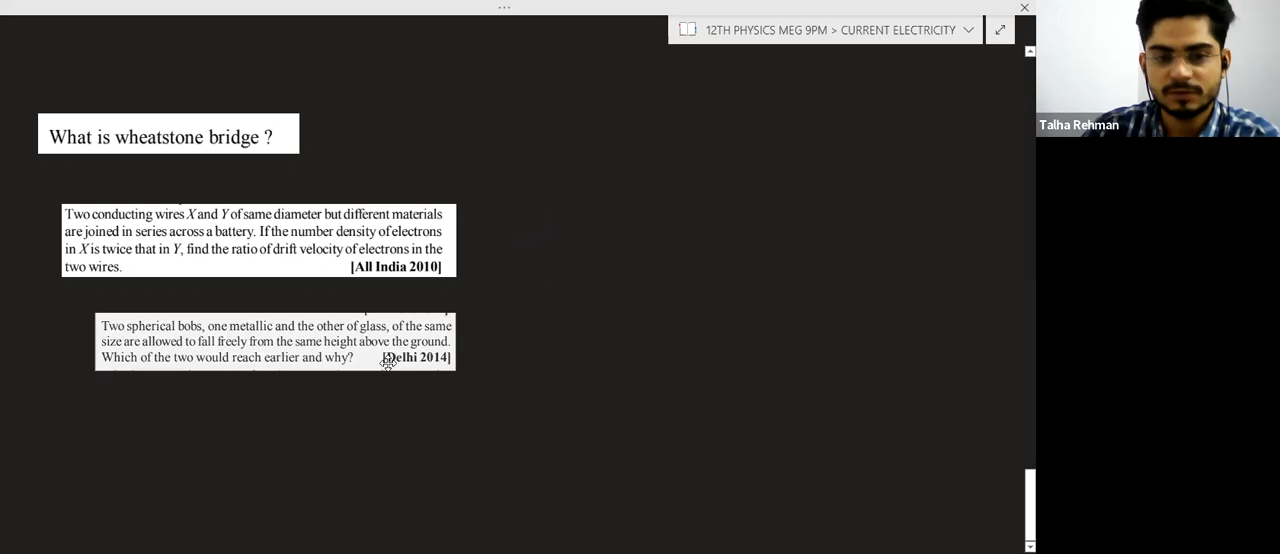 12TH PHYSICS MEG 9PM > CURRENT ELECTRICITY
Talha Rehman
What is wheatstone bridge ?
Two conducting wires X and Y of same diameter but different materials
are joined in series across a battery. If the number density of electrons
in X is twice that in Y, find the ratio of drift velocity of electrons in the
two wires. [All India 2010]
Two spherical bobs, one metallic and the other of glass, of the same
size are allowed to fall freely from the same height above the ground.
Which of the two would reach earlier and why? [Delhi 2014]